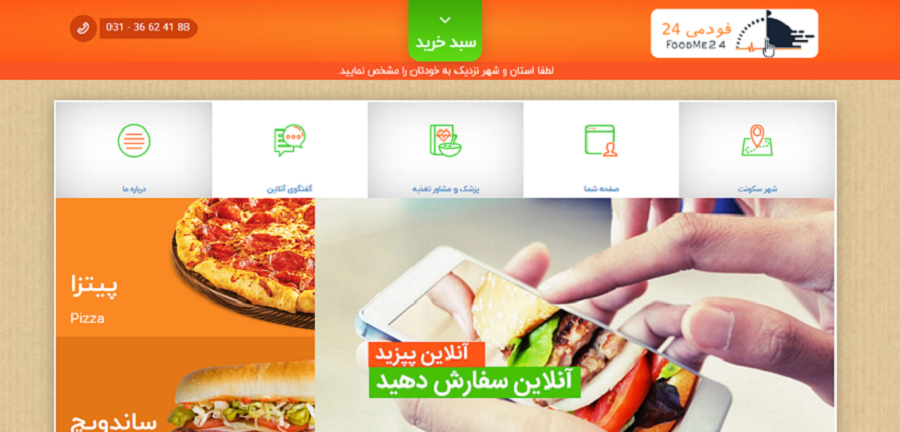 فودمی 24
FOODME24
سبد خرید
031 - 36 62 41 88
لطفا استان و شهر نزدیک به خودتان را مشخص نمایید.
شهر سکونت
صفحه شما
پزشک و مشاور تغذیه
گفتگوی آنلاین
درباره ما
پیتزا
Pizza
آنلاین بپزید
آنلاین سفارش دهید
ساندویچ